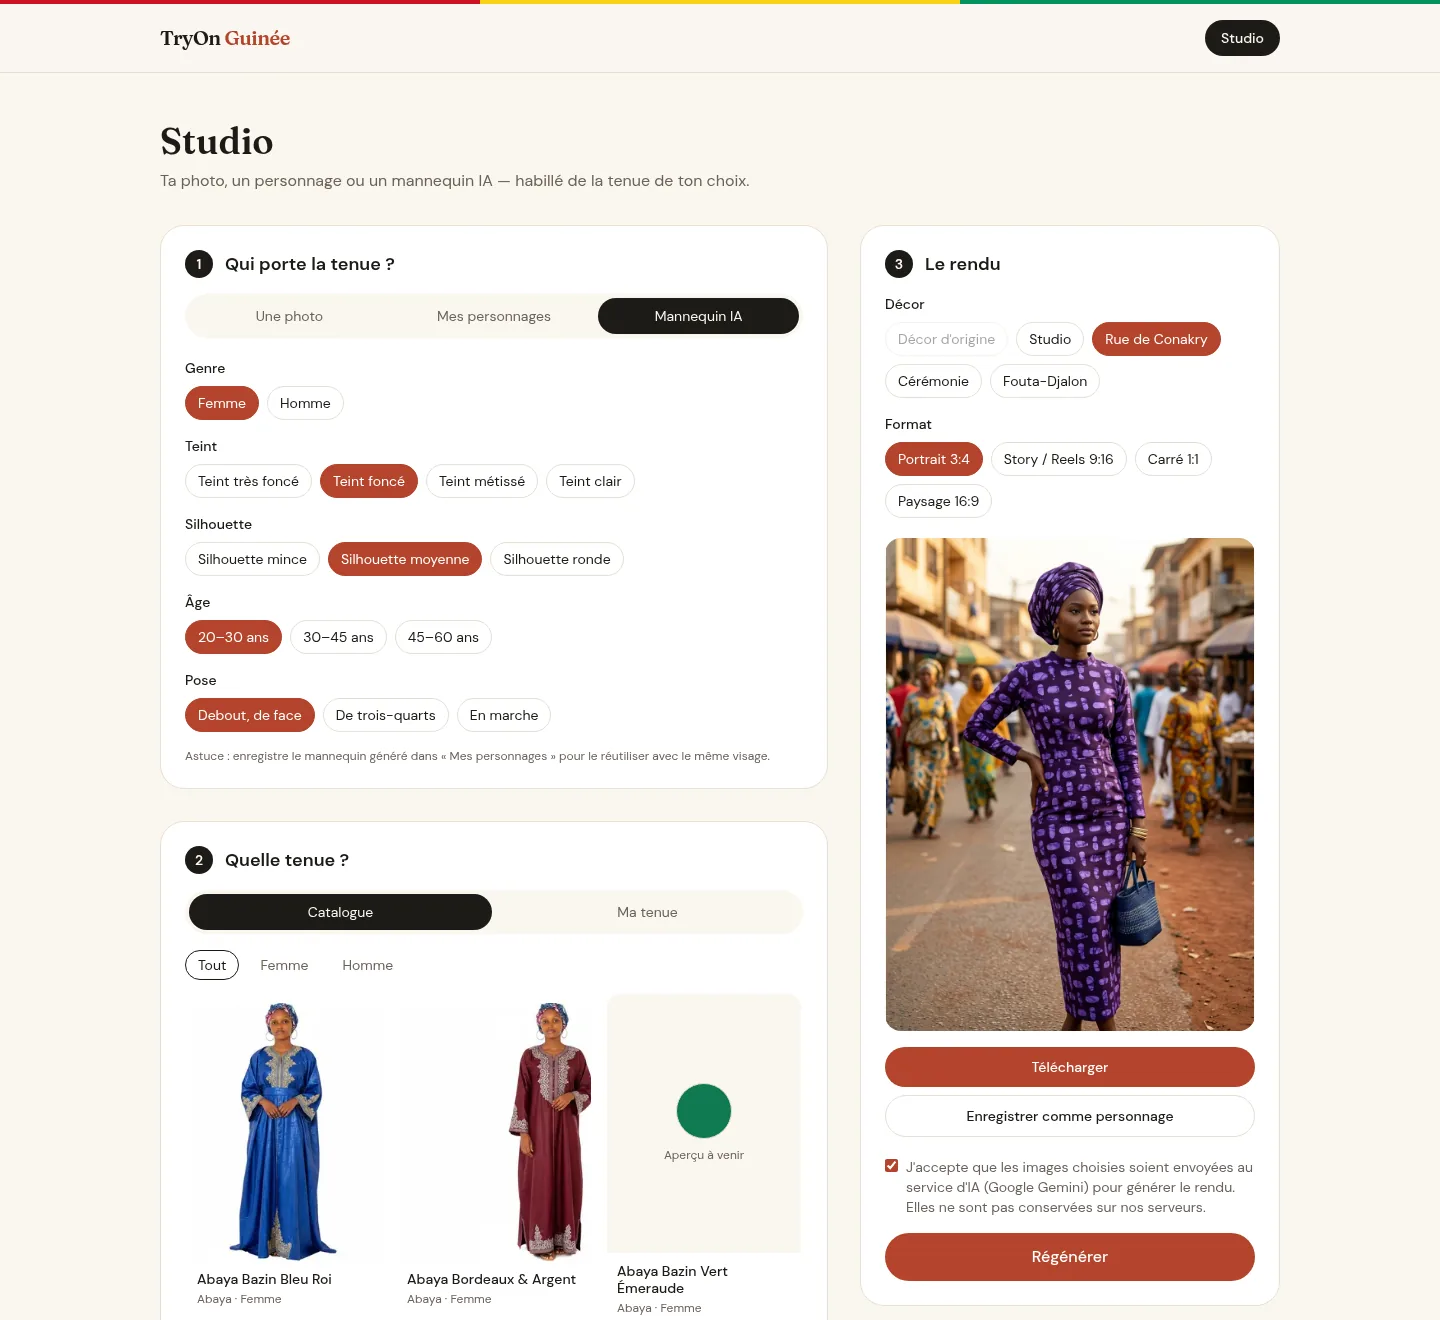 TryOn Guinée
Studio
Studio
Ta photo, un personnage ou un mannequin IA — habillé de la tenue de ton choix.
1 Qui porte la tenue ?
Une photo Mes personnages Mannequin IA
Genre
Femme Homme
Teint
Teint très foncé Teint foncé Teint métissé Teint clair
Silhouette
Silhouette mince Silhouette moyenne Silhouette ronde
Âge
20–30 ans 30–45 ans 45–60 ans
Pose
Debout, de face De trois-quarts En marche
Astuce : enregistre le mannequin généré dans « Mes personnages » pour le réutiliser avec le même visage.
2 Quelle tenue ?
Catalogue Ma tenue
Tout Femme Homme
Aperçu à venir
Abaya Bazin Bleu Roi
Abaya · Femme
Abaya Bordeaux & Argent
Abaya · Femme
Abaya Bazin Vert
Émeraude
Abaya · Femme
3 Le rendu
Décor
Décor d'origine Studio Rue de Conakry
Cérémonie Fouta-Djalon
Format
Portrait 3:4 Story / Reels 9:16 Carré 1:1
Paysage 16:9
Télécharger
Enregistrer comme personnage
J'accepte que les images choisies soient envoyées au
service d'IA (Google Gemini) pour générer le rendu.
Elles ne sont pas conservées sur nos serveurs.
Régénérer